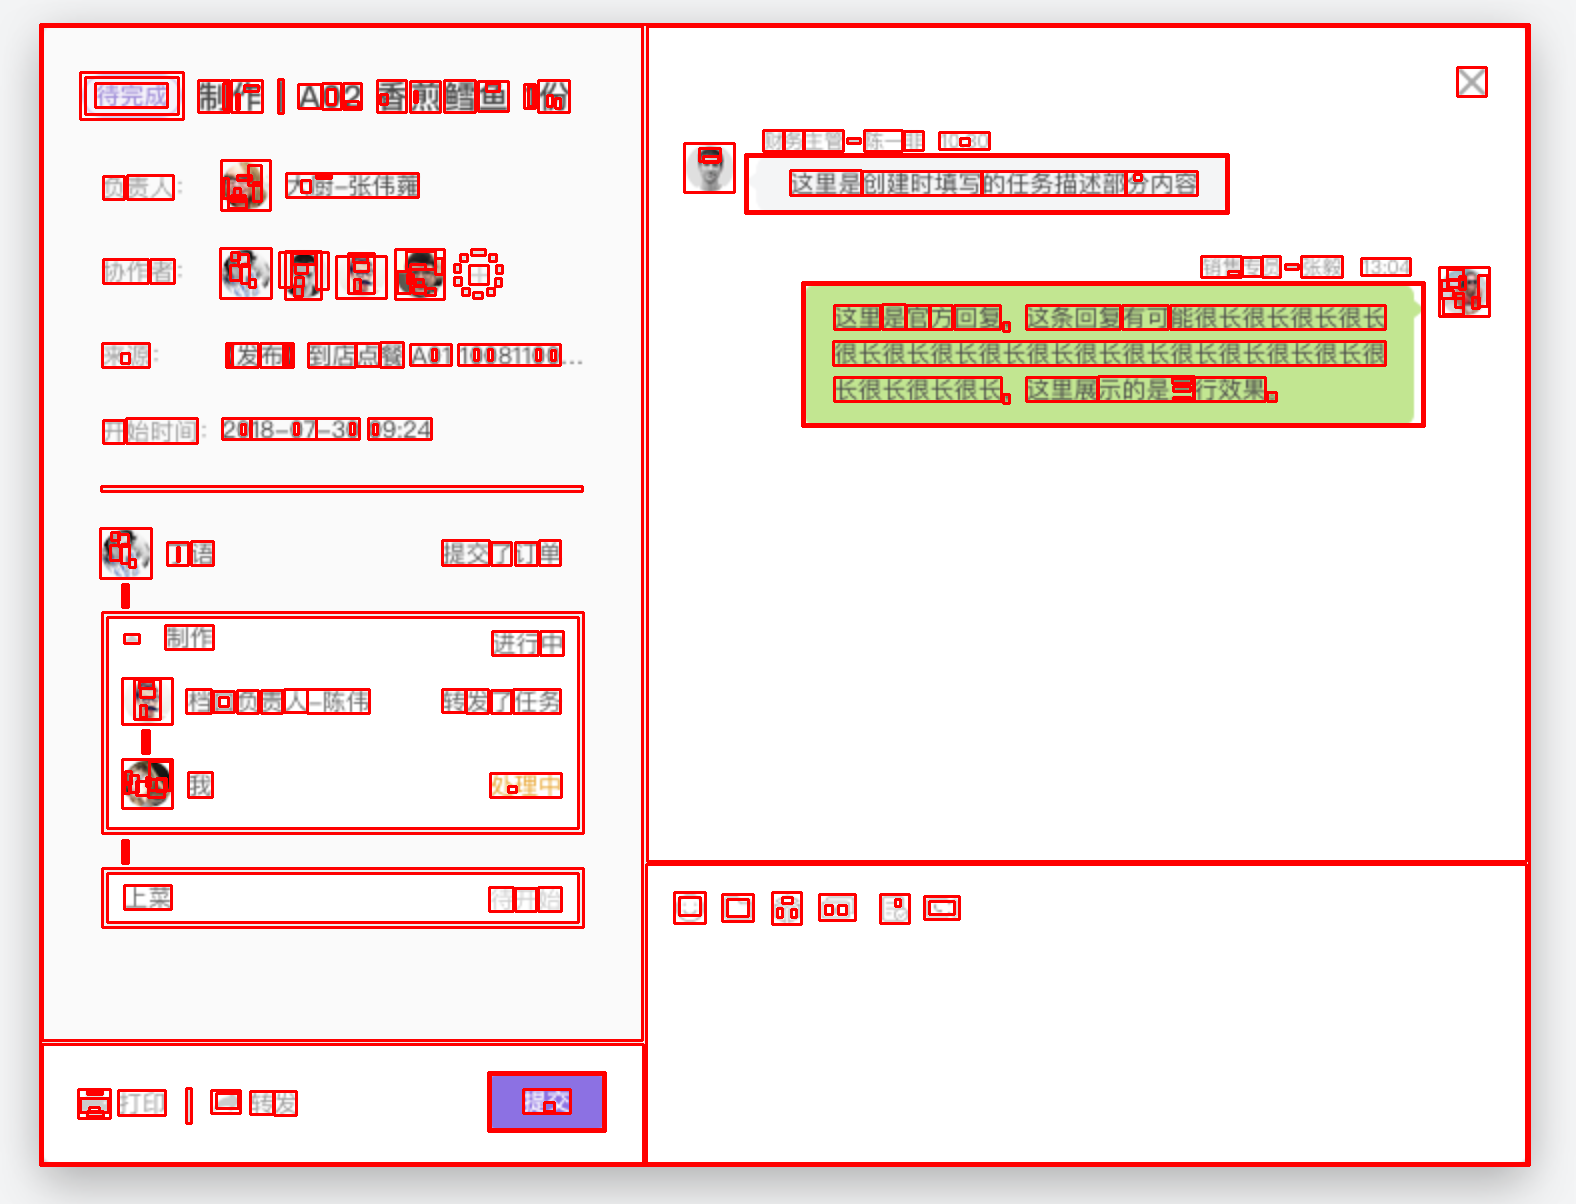 待完成 制作 | A02 香煎鳕鱼 1份
负责人: 大厨-张伟薙
协作者:
来源: 【发布】 到店点餐 A01 10081100...
开始时间: 2018-07-30 09:24
丁语 提交了订单
制作 进行中
档口负责人-陈伟 转发了任务
我 处理中
上菜 待开始
打印 | 转发 提交
财务主管-陈一菲 10:30
这里是创建时填写的任务描述部分内容
销售专员-张毅 13:04
这里是官方回复。这条回复有可能很长很长很长很长
很长很长很长很长很长很长很长很长很长很长很长很
长很长很长很长。这里展示的是三行效果。